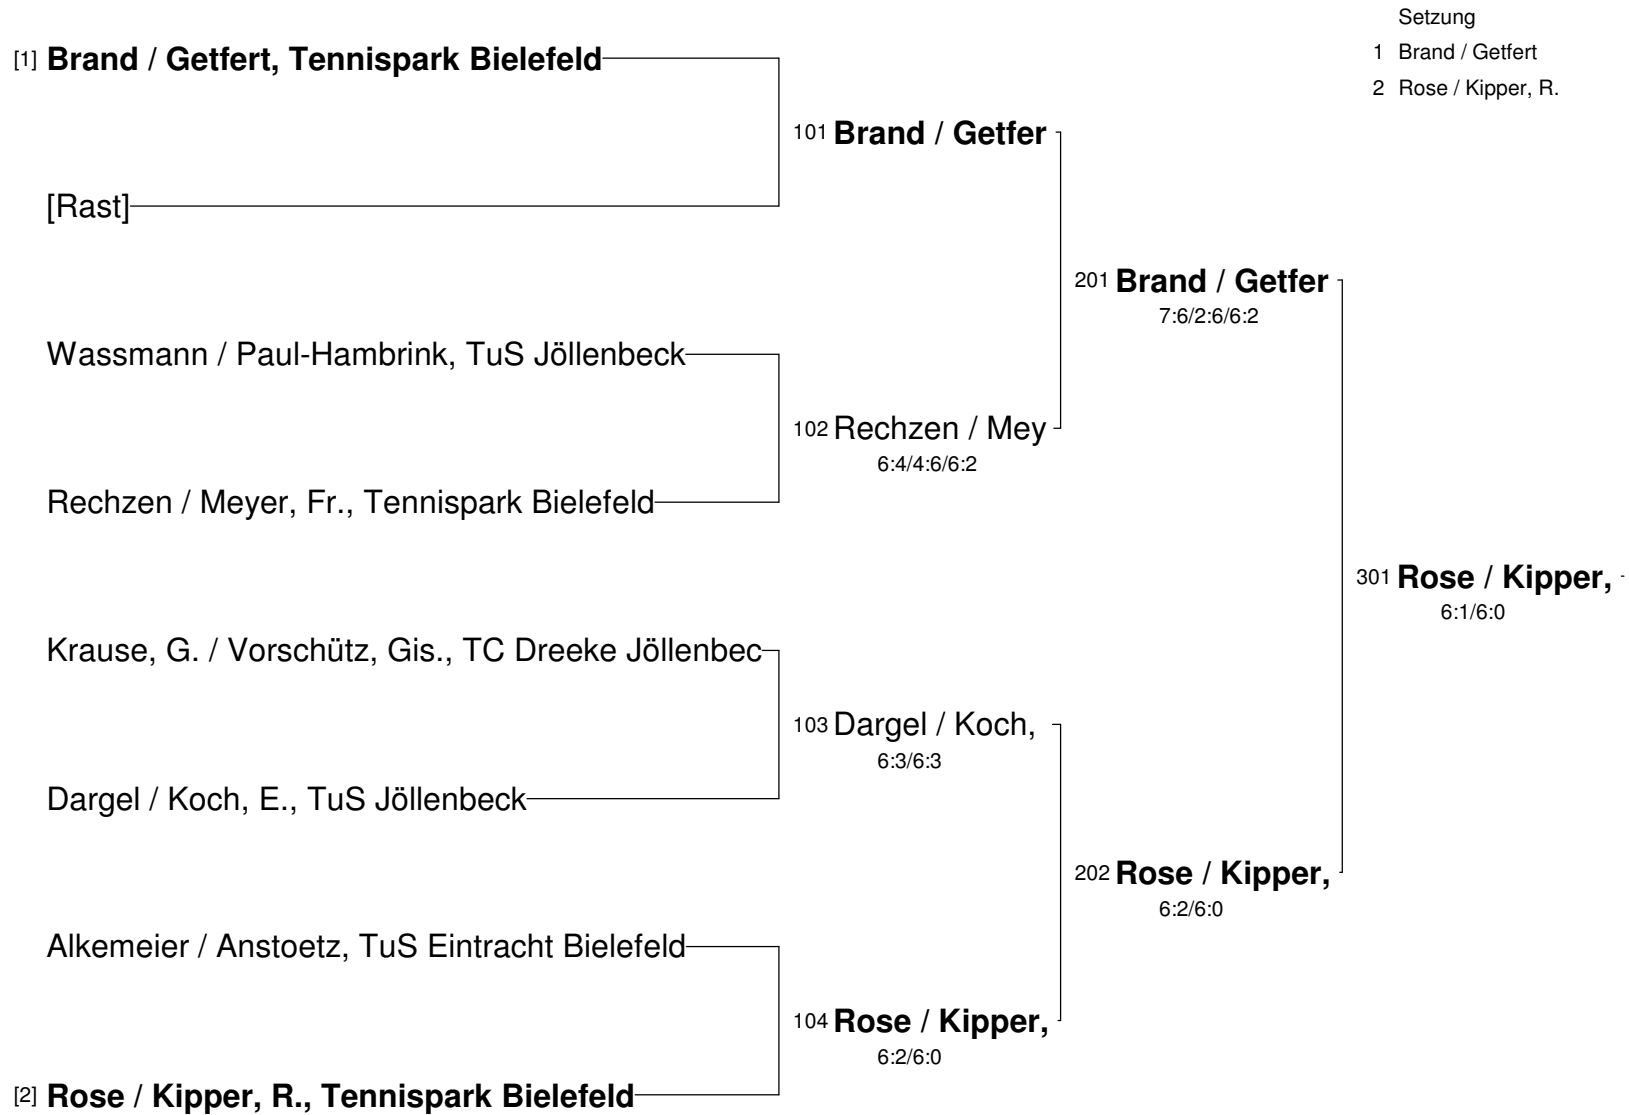 Setzung
1 Brand / Getfert
2 Rose / Kipper, R.
[1] Brand / Getfert, Tennispark Bielefeld
101 Brand / Getfer
[Rast]
201 Brand / Getfer
7:6/2:6/6:2
Wassmann / Paul-Hambrink, TuS Jöllenbeck
102 Rechzen / Mey
6:4/4:6/6:2
Rechzen / Meyer, Fr., Tennispark Bielefeld
301 Rose / Kipper,
6:1/6:0
Krause, G. / Vorschütz, Gis., TC Dreeke Jöllenbec
103 Dargel / Koch,
6:3/6:3
Dargel / Koch, E., TuS Jöllenbeck
202 Rose / Kipper,
6:2/6:0
Alkemeier / Anstoetz, TuS Eintracht Bielefeld
104 Rose / Kipper,
6:2/6:0
[2] Rose / Kipper, R., Tennispark Bielefeld